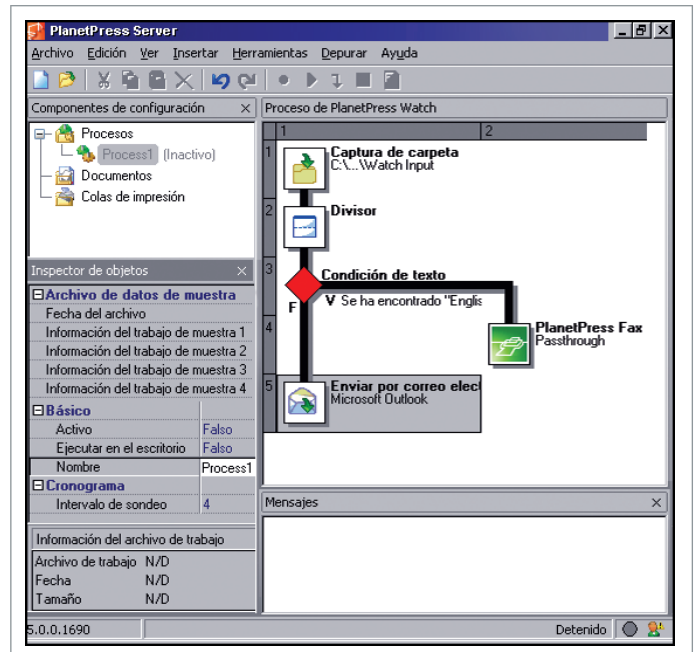 PlanetPress Server
Archivo Edición Ver Insertar Herramientas Depurar Ayuda
Componentes de configuración
Procesos
Process1 (Inactivo)
Documentos
Colas de impresión
Inspector de objetos
Archivo de datos de muestra
Fecha del archivo
Información del trabajo de muestra 1
Información del trabajo de muestra 2
Información del trabajo de muestra 3
Información del trabajo de muestra 4
Básico
Activo Falso
Ejecutar en el escritorio Falso
Nombre Process1
Cronograma
Intervalo de sondeo 4
Información del archivo de trabajo
Archivo de trabajo N/D
Fecha N/D
Tamaño N/D
Proceso de PlanetPress Watch
1 2
1
Captura de carpeta
C:\...\Watch Input
2
Divisor
3
Condición de texto
F
V Se ha encontrado "Englis
4
PlanetPress Fax
Passthrough
5
Enviar por correo elec
Microsoft Outlook
Mensajes
5.0.0.1690
Detenido